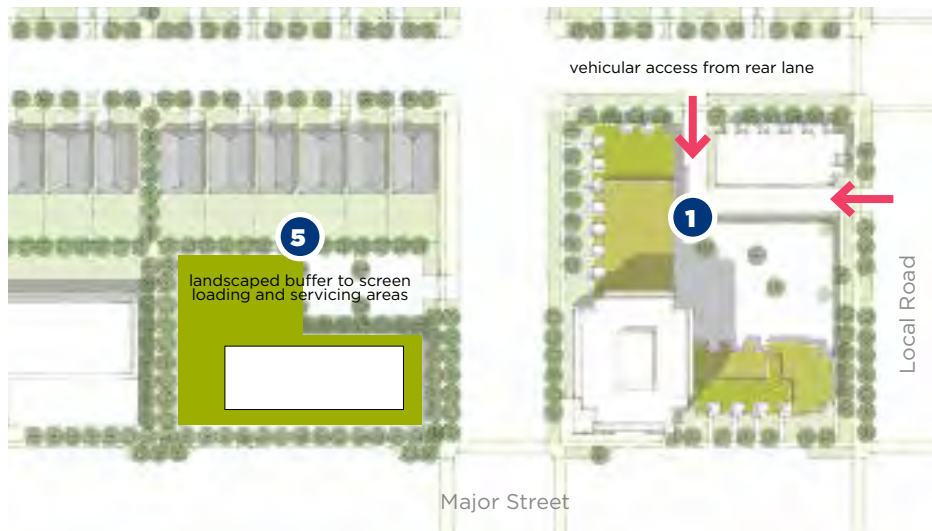 vehicular access from rear lane
1
5
landscaped buffer to screen
loading and servicing areas
Local Road
Major Street